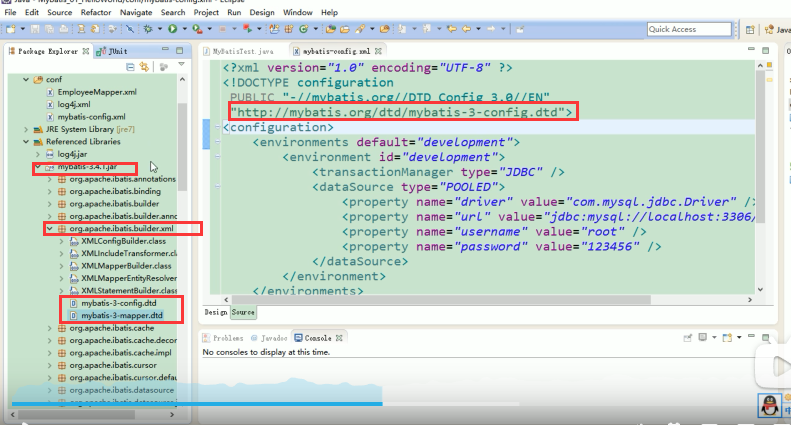 Java - MyBatis_01_HelloWorld/conf/mybatis-config.xml - Eclipse
File Edit Source Refactor Navigate Search Project Run Design Window Help
Quick Access
Java
Package Explorer
JUnit
MyBatisTest.java
mybatis-config.xml
conf
EmployeeMapper.xml
log4j.xml
mybatis-config.xml
JRE System Library [jre7]
Referenced Libraries
log4j.jar
mybatis-3.4.1.jar
org.apache.ibatis.annotations
org.apache.ibatis.binding
org.apache.ibatis.builder
org.apache.ibatis.builder.anno
org.apache.ibatis.builder.xml
XMLConfigBuilder.class
XMLIncludeTransformer.cl
XMLMapperBuilder.class
XMLMapperEntityResolver
XMLStatementBuilder.class
mybatis-3-config.dtd
mybatis-3-mapper.dtd
org.apache.ibatis.cache
org.apache.ibatis.cache.decor
org.apache.ibatis.cache.impl
org.apache.ibatis.cursor
org.apache.ibatis.cursor.defau
org.apache.ibatis.datasource
<?xml version="1.0" encoding="UTF-8" ?>
<!DOCTYPE configuration
PUBLIC "-//mybatis.org//DTD Config 3.0//EN"
"http://mybatis.org/dtd/mybatis-3-config.dtd">
<configuration>
<environments default="development">
<environment id="development">
<transactionManager type="JDBC" />
<dataSource type="POOLED">
<property name="driver" value="com.mysql.jdbc.Driver" />
<property name="url" value="jdbc:mysql://localhost:3306/
<property name="username" value="root" />
<property name="password" value="123456" />
</dataSource>
</environment>
</environments>
Design Source
Problems Javadoc Console
No consoles to display at this time.